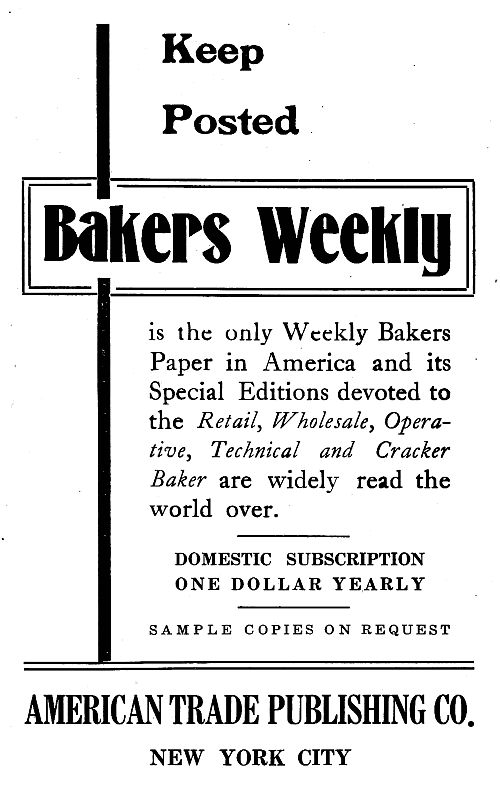 Keep
Posted
Bakers Weekly
is the only Weekly Bakers
Paper in America and its
Special Editions devoted to
the Retail, Wholesale, Opera-
tive, Technical and Cracker
Baker are widely read the
world over.
DOMESTIC SUBSCRIPTION
ONE DOLLAR YEARLY
SAMPLE COPIES ON REQUEST
AMERICAN TRADE PUBLISHING CO.
NEW YORK CITY